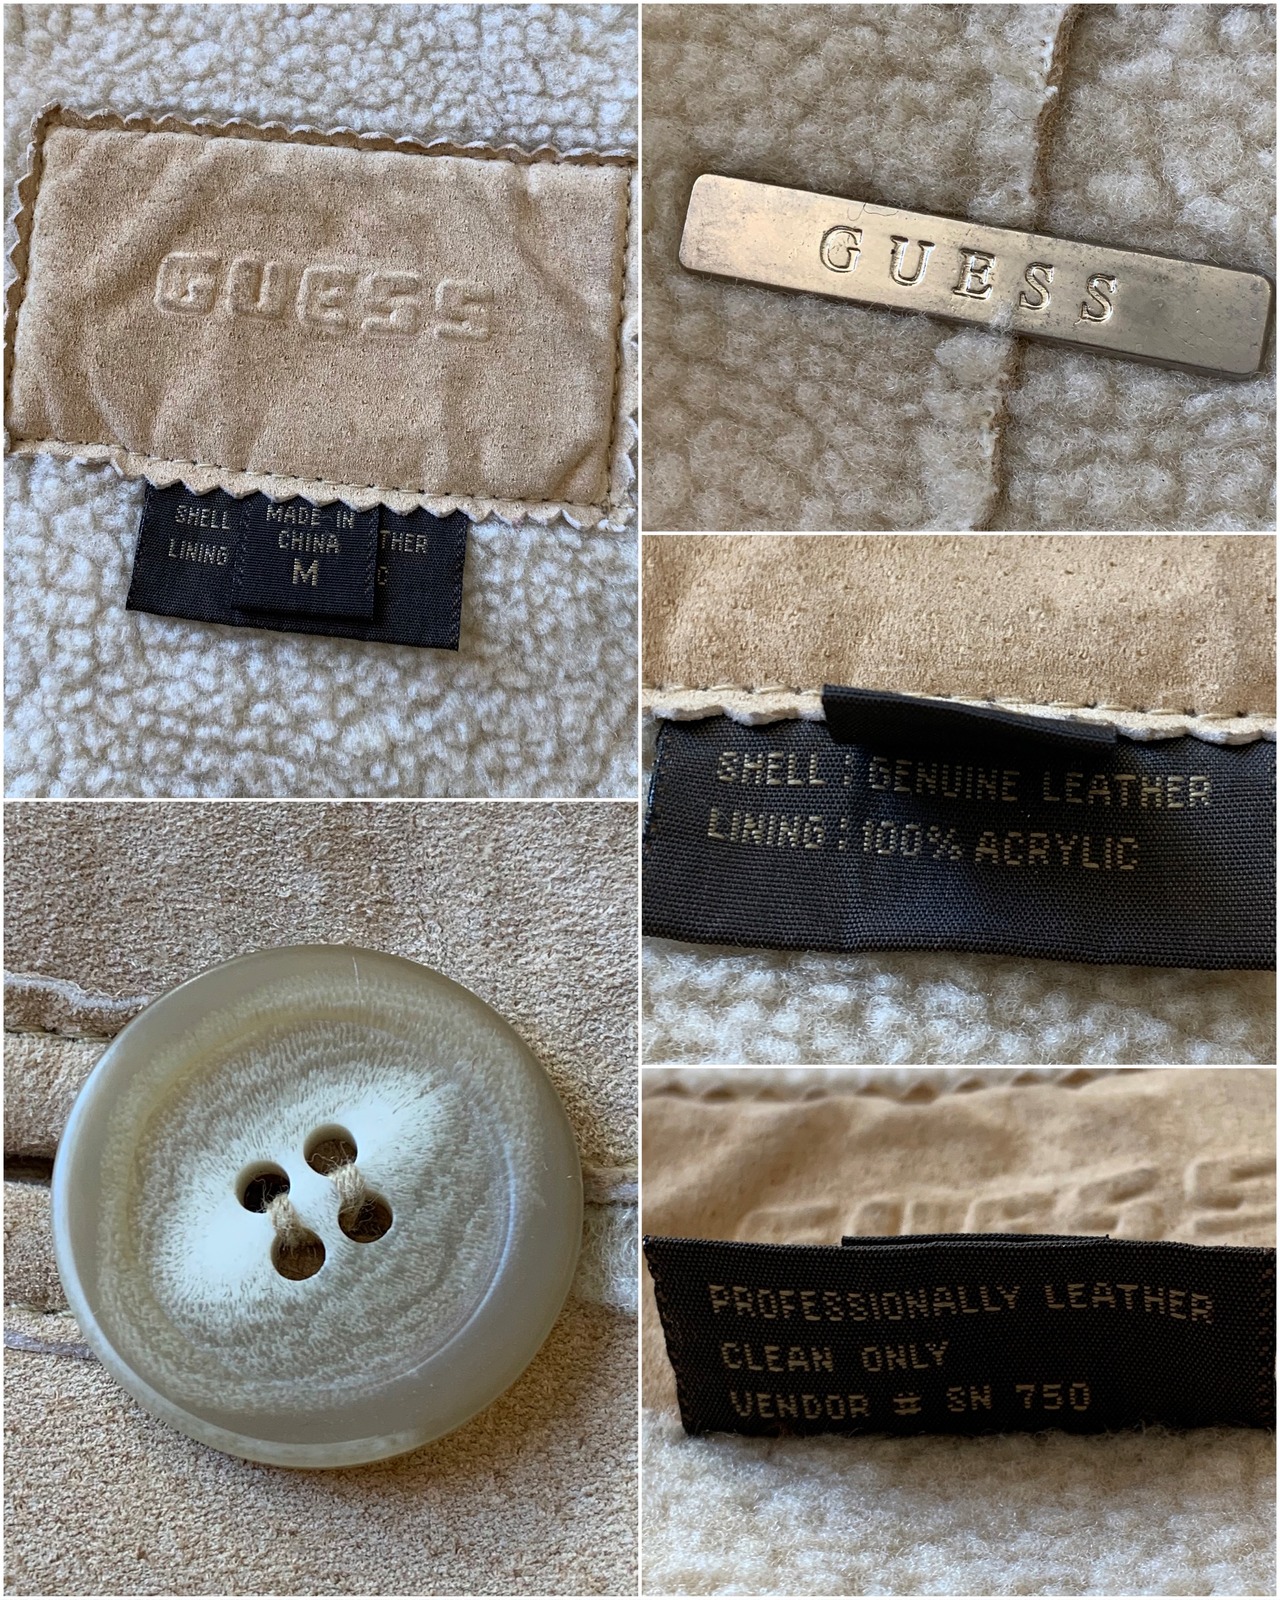 GUESS
SHELL MADE IN THER
LINING CHINA C
M
GUESS
SHELL : GENUINE LEATHER
LINING : 100% ACRYLIC
GUESS
PROFESSIONALLY LEATHER
CLEAN ONLY
VENDOR # SN 750